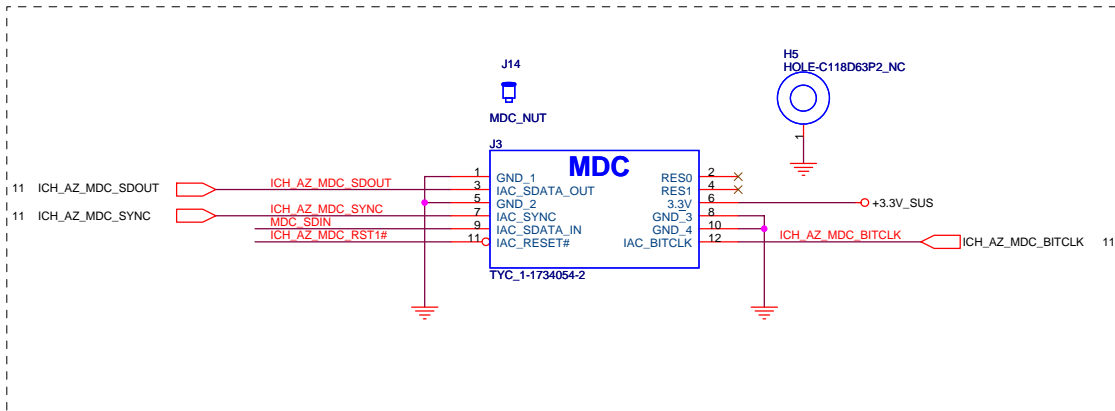 H5
HOLE-C118D63P2_NC
J14
MDC_NUT
1
J3
MDC
1 GND_1 RES0 2
11 ICH_AZ_MDC_SDOUT ICH_AZ_MDC_SDOUT 3 IAC_SDATA_OUT RES1 4
5 GND_2 3.3V 6 +3.3V_SUS
11 ICH_AZ_MDC_SYNC ICH_AZ_MDC_SYNC 7 IAC_SYNC GND_3 8
MDC_SDIN 9 IAC_SDATA_IN GND_4 10
ICH_AZ_MDC_RST1# 11 IAC_RESET# IAC_BITCLK 12 ICH_AZ_MDC_BITCLK ICH_AZ_MDC_BITCLK 11
TYC_1-1734054-2